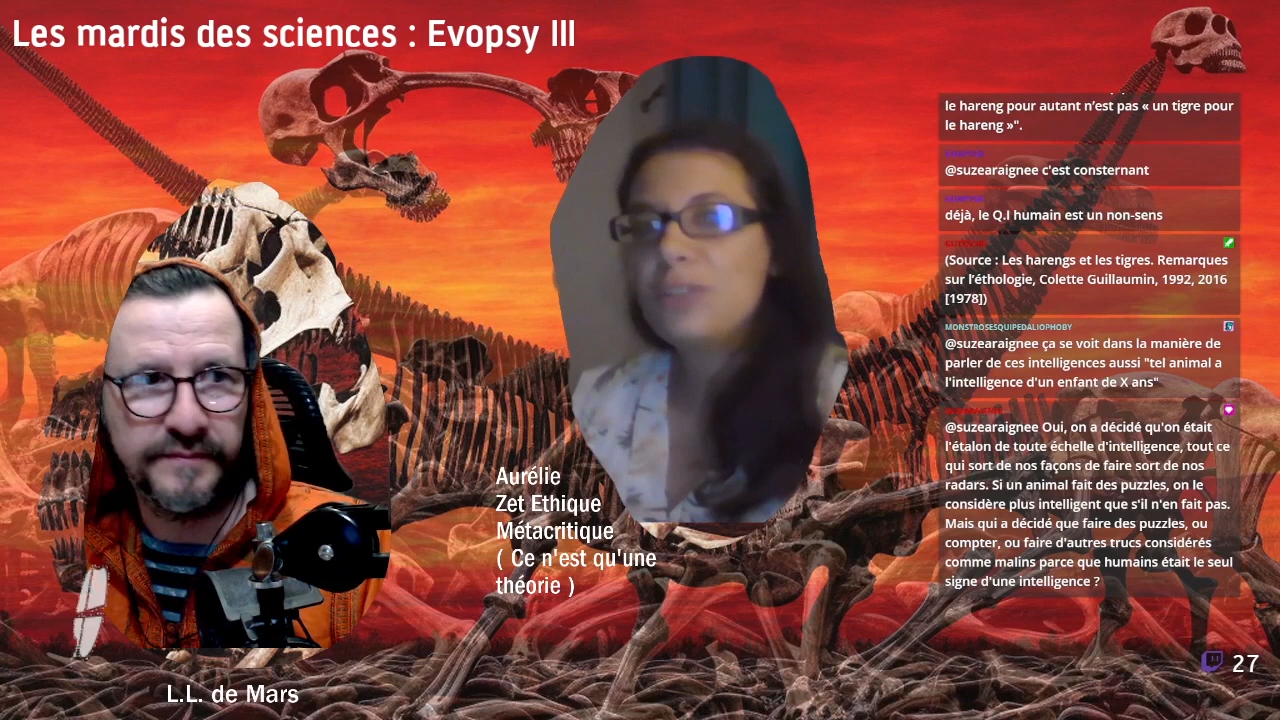 Les mardis des sciences : Evopsy III
le hareng pour autant n'est pas « un tigre pour
le hareng »".
@suzearaignee c'est consternant
déjà, le Q.I humain est un non-sens
(Source : Les harengs et les tigres. Remarques
sur l'éthologie, Colette Guillaumin, 1992, 2016
[1978])
MONSTROSESQUIPEDALIOPHOBY
@suzearaignee ça se voit dans la manière de
parler de ces intelligences aussi "tel animal a
l'intelligence d'un enfant de X ans"
@suzearaignee Oui, on a décidé qu'on était
l'étalon de toute échelle d'intelligence, tout ce
qui sort de nos façons de faire sort de nos
radars. Si un animal fait des puzzles, on le
considère plus intelligent que s'il n'en fait pas.
Mais qui a décidé que faire des puzzles, ou
compter, ou faire d'autres trucs considérés
comme malins parce que humains était le seul
signe d'une intelligence ?
Aurélie
Zet Ethique
Métacritique
( Ce n'est qu'une
théorie )
27
L.L. de Mars